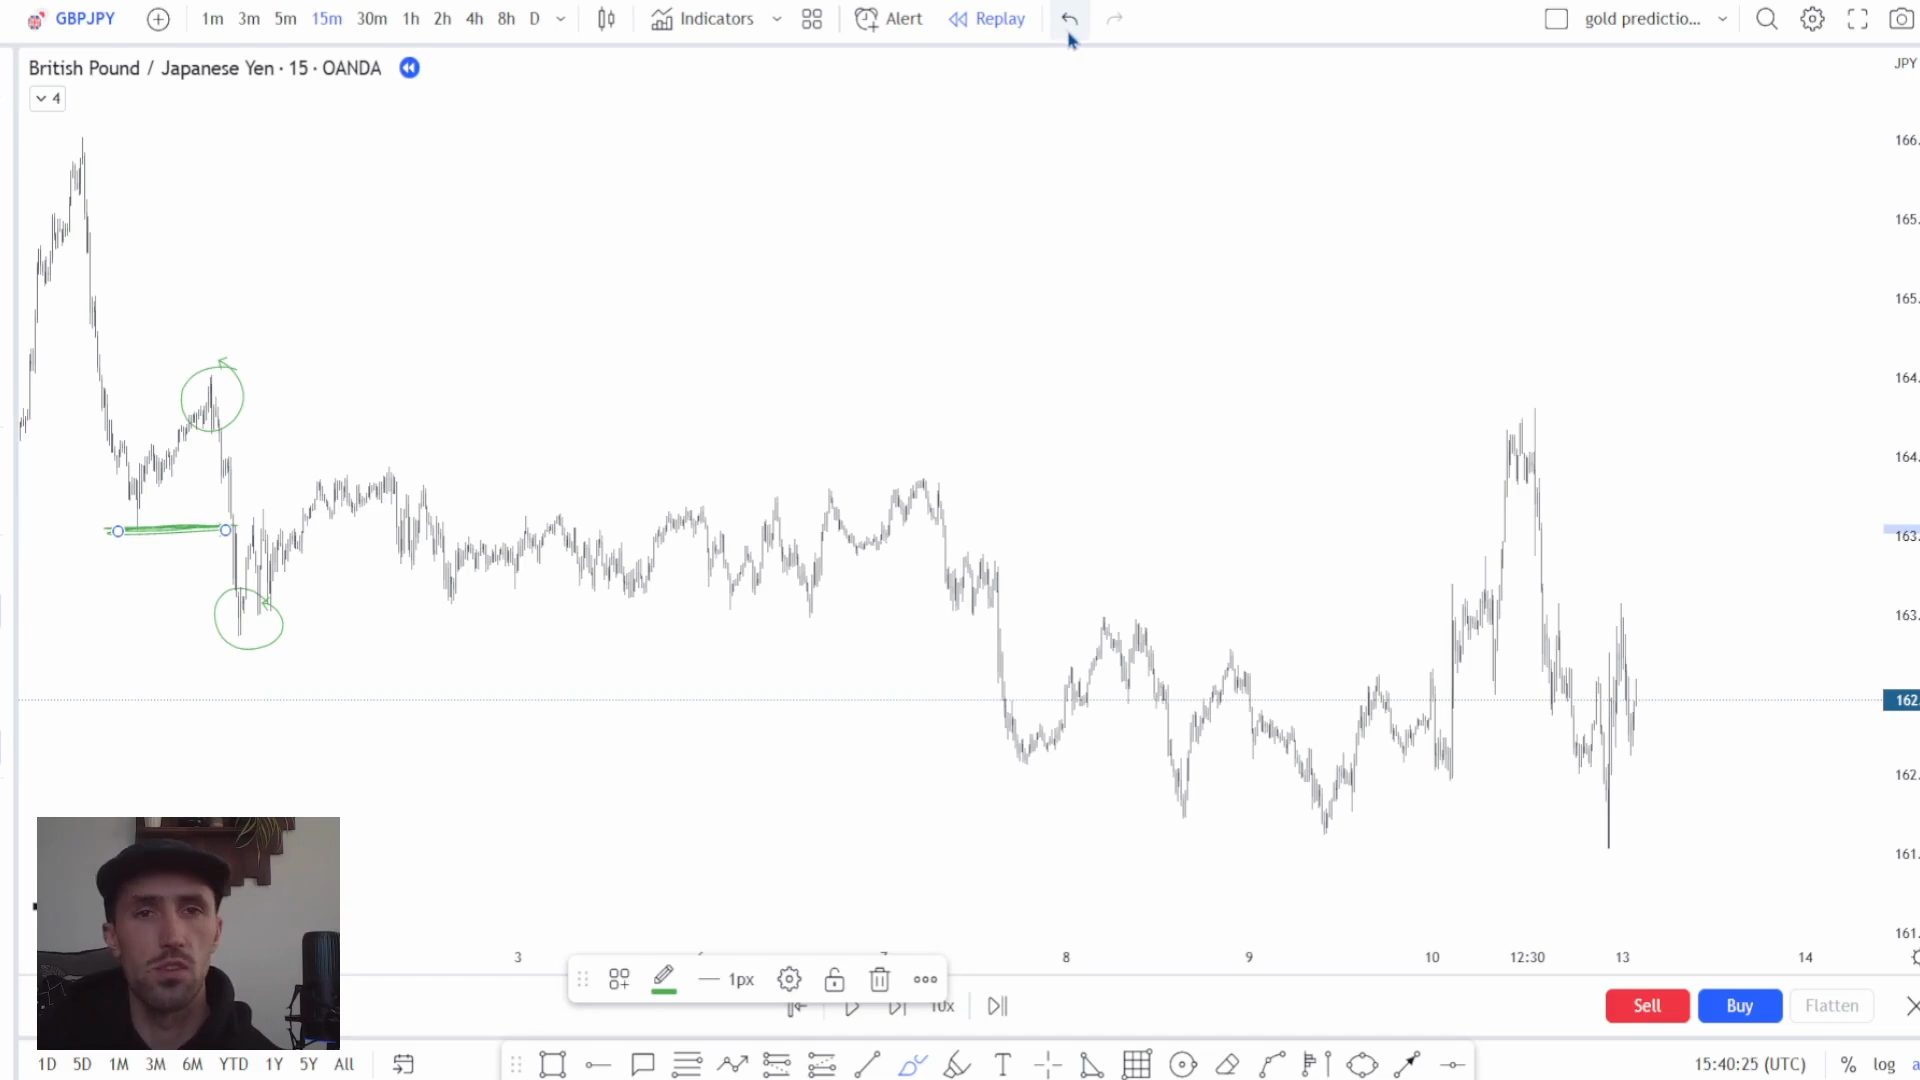 GBPJPY 1m 3m 5m 15m 30m 1h 2h 4h 8h D Indicators Alert Replay gold predictio...
British Pound / Japanese Yen · 15 · OANDA
JPY
4
166.
165.
165.
164.
164.
163.
163.
162.
162.
161.
161.
3 7 8 9 10 12:30 13 14
1px
10x Sell Buy Flatten
1D 5D 1M 3M 6M YTD 1Y 5Y All 15:40:25 (UTC) % log a